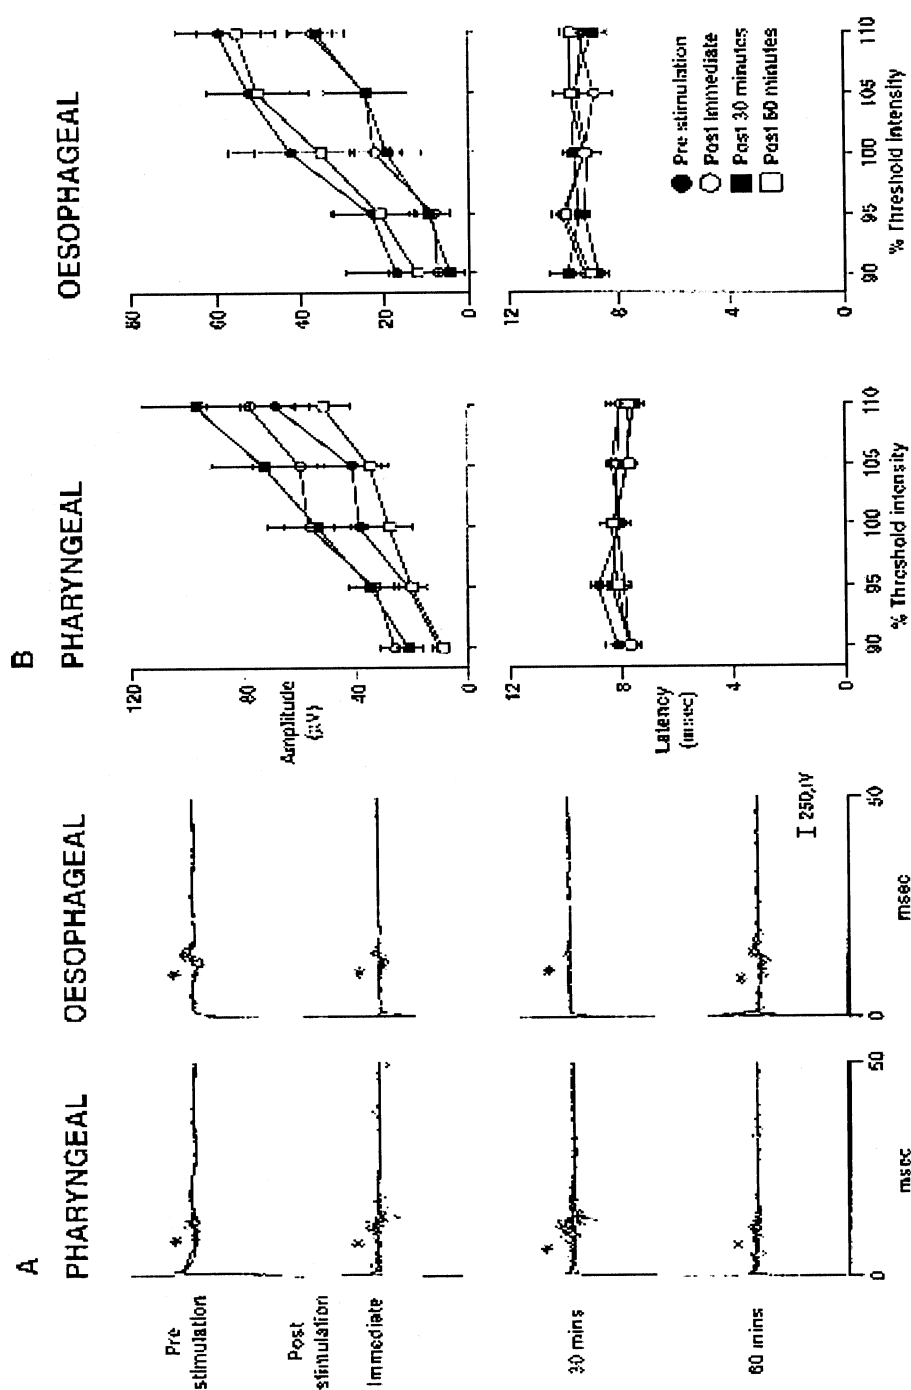 A
PHARYNGEAL
OESOPHAGEAL
Pre
stimulation
Post
stimulation
Immediate
30 mins
60 mins
0
50
msec
0
50
msec
B
PHARYNGEAL
OESOPHAGEAL
120
80
40
0
Amplitude
(μV)
80
60
40
20
0
12
8
4
0
Latency
(msec)
90
95
100
105
110
% Threshold intensity
12
8
4
0
90
95
100
105
110
% Threshold Intensity
Pre stimulation
Post Immediate
Post 30 minutes
Post 60 minutes